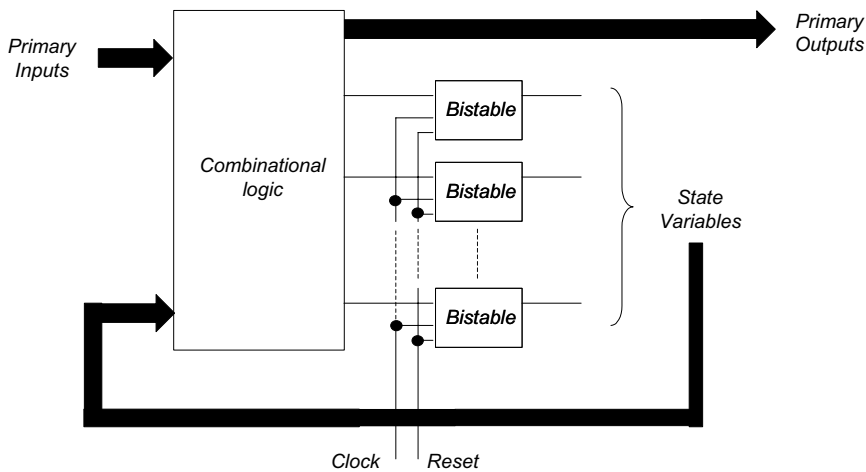 Primary
Inputs
Primary
Outputs
Bistable
Combinational
logic
Bistable
State
Variables
Bistable
Clock
Reset